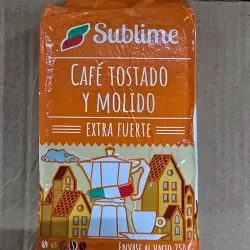 Sublime
CAFÉ TOSTADO
Y MOLIDO
EXTRA FUERTE
ENVASE AL VACÍO 250